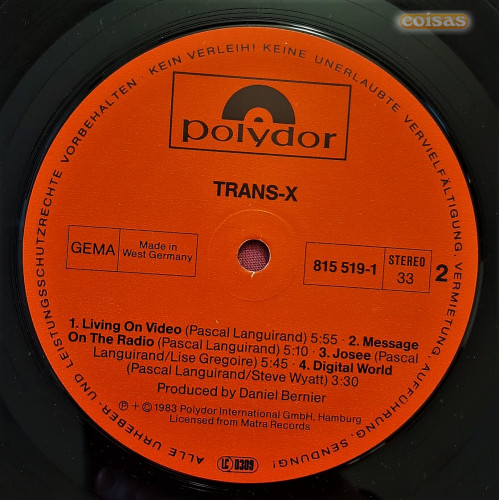 coisas
ALLE URHEBER- UND LEISTUNGSSCHUTZRECHTE VORBEHALTEN · KEIN VERLEIH! KEINE UNERLAUBTE VERVIELFÄLTIGUNG, VERMIETUNG, AUFFÜHRUNG, SENDUNG!
polydor
TRANS-X
GEMA
Made in
West Germany
815 519-1
STEREO
33
2
1. Living On Video (Pascal Languirand) 5:55 · 2. Message
On The Radio (Pascal Languirand) 5:10 · 3. Josee (Pascal
Languirand/Lise Gregoire) 5:45 · 4. Digital World
(Pascal Languirand/Steve Wyatt) 3:30
Produced by Daniel Bernier
Ⓟ + © 1983 Polydor International GmbH, Hamburg
Licensed from Matra Records
LC 0309